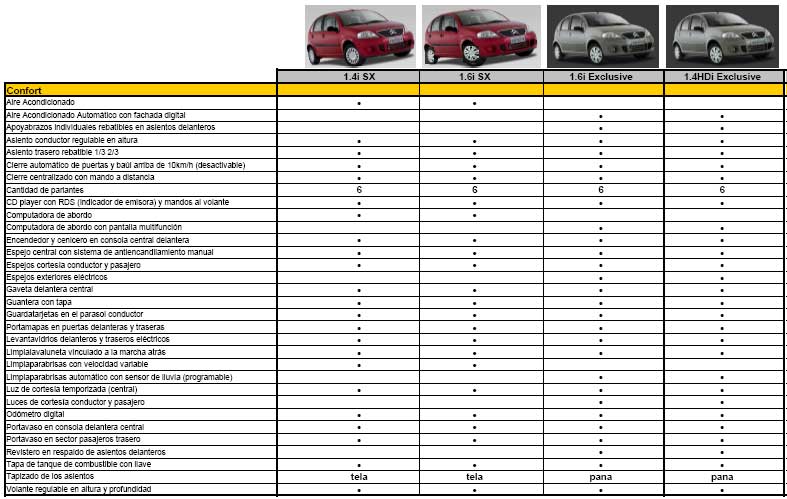 1.4i SX 1.6i SX 1.6i Exclusive 1.4HDi Exclusive
Confort
Aire Acondicionado • •
Aire Acondicionado Automático con fachada digital • •
Apoyabrazos individuales rebatibles en asientos delanteros • •
Asiento conductor regulable en altura • • • •
Asiento trasero rebatible 1/3 2/3 • • • •
Cierre automático de puertas y baúl arriba de 10km/h (desactivable) • • • •
Cierre centralizado con mando a distancia • • • •
Cantidad de parlantes 6 6 6 6
CD player con RDS (indicador de emisora) y mandos al volante • • • •
Computadora de abordo • •
Computadora de abordo con pantalla multifunción • •
Encendedor y cenicero en consola central delantera • • • •
Espejo central con sistema de antiencandilamiento manual • • • •
Espejos cortesía conductor y pasajero • • • •
Espejos exteriores eléctricos • •
Gaveta delantera central • • • •
Guantera con tapa • • • •
Guardatarjetas en el parasol conductor • • • •
Portamapas en puertas delanteras y traseras • • • •
Levantavidrios delanteros y traseros eléctricos • • • •
Limpialavaluneta vinculado a la marcha atrás • • • •
Limpiaparabrisas con velocidad variable • •
Limpiaparabrisas automático con sensor de lluvia (programable) • •
Luz de cortesía temporizada (central) • • • •
Luces de cortesía conductor y pasajero • •
Odómetro digital • • • •
Portavaso en consola delantera central • • • •
Portavaso en sector pasajeros trasero • • • •
Revistero en respaldo de asientos delanteros • •
Tapa de tanque de combustible con llave • • • •
Tapizado de los asientos tela tela pana pana
Volante regulable en altura y profundidad • • • •